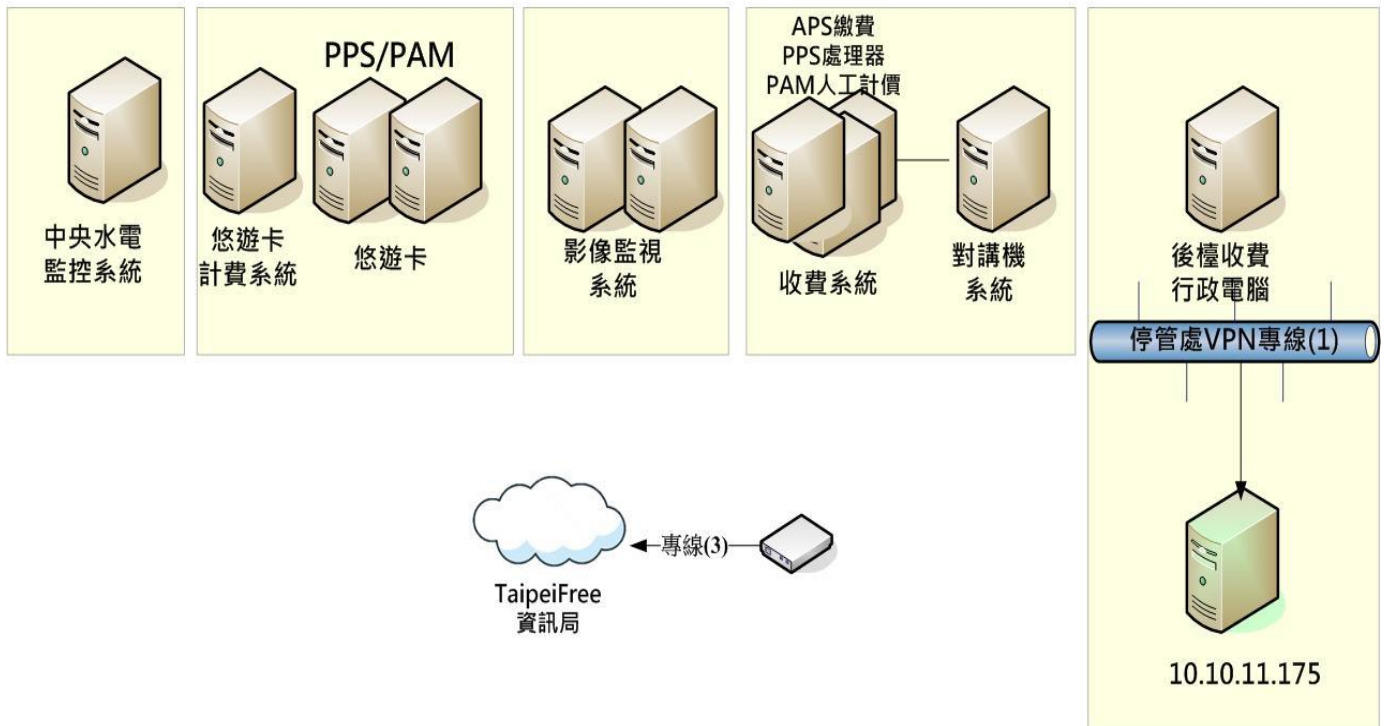 中央水電
監控系統
PPS/PAM
悠遊卡
計費系統
悠遊卡
影像監視
系統
APS繳費
PPS處理器
PAM人工計價
收費系統
對講機
系統
後檯收費
行政電腦
停管處VPN專線(1)
10.10.11.175
專線(3)
TaipeiFree
資訊局